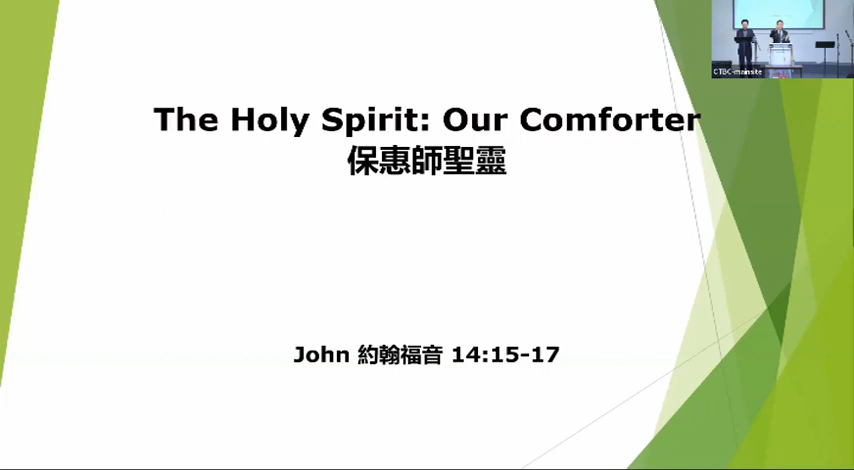 The Holy Spirit: Our Comforter
保惠師聖靈
John 約翰福音 14:15-17
CTBC-mainsite